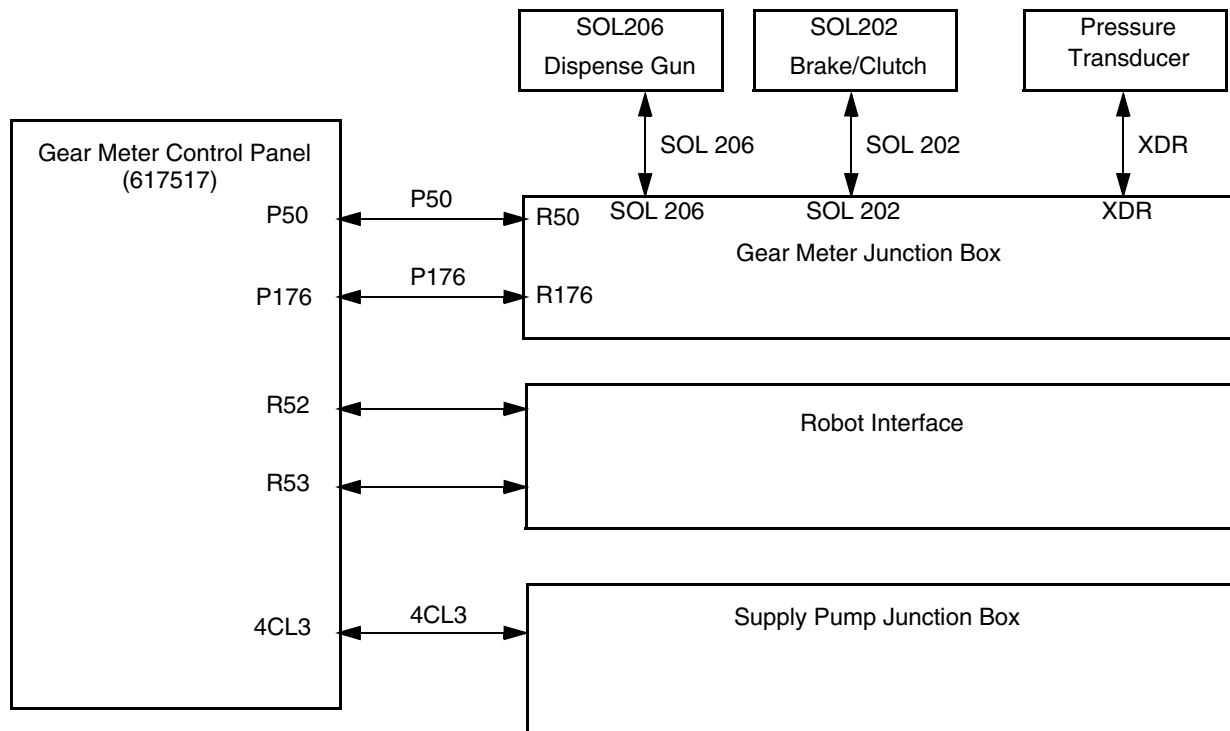 SOL206
Dispense Gun
SOL202
Brake/Clutch
Pressure
Transducer
SOL 206
SOL 202
XDR
Gear Meter Control Panel
(617517)
P50
P50
R50
SOL 206
SOL 202
XDR
Gear Meter Junction Box
P176
P176
R176
R52
Robot Interface
R53
4CL3
4CL3
Supply Pump Junction Box